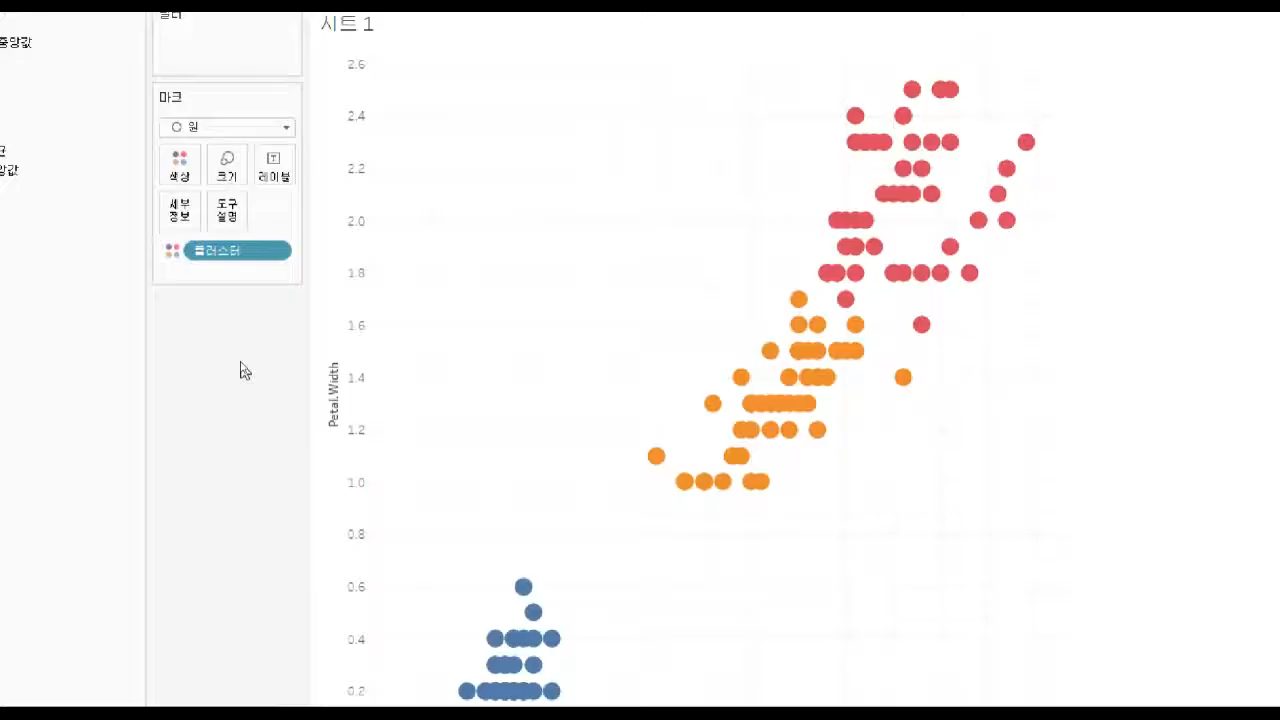 시트 1
중앙값
앙값
마크
원
색상
크기
레이블
세부
정보
도구
설명
클러스터
Petal.Width
2.6
2.4
2.2
2.0
1.8
1.6
1.4
1.2
1.0
0.8
0.6
0.4
0.2